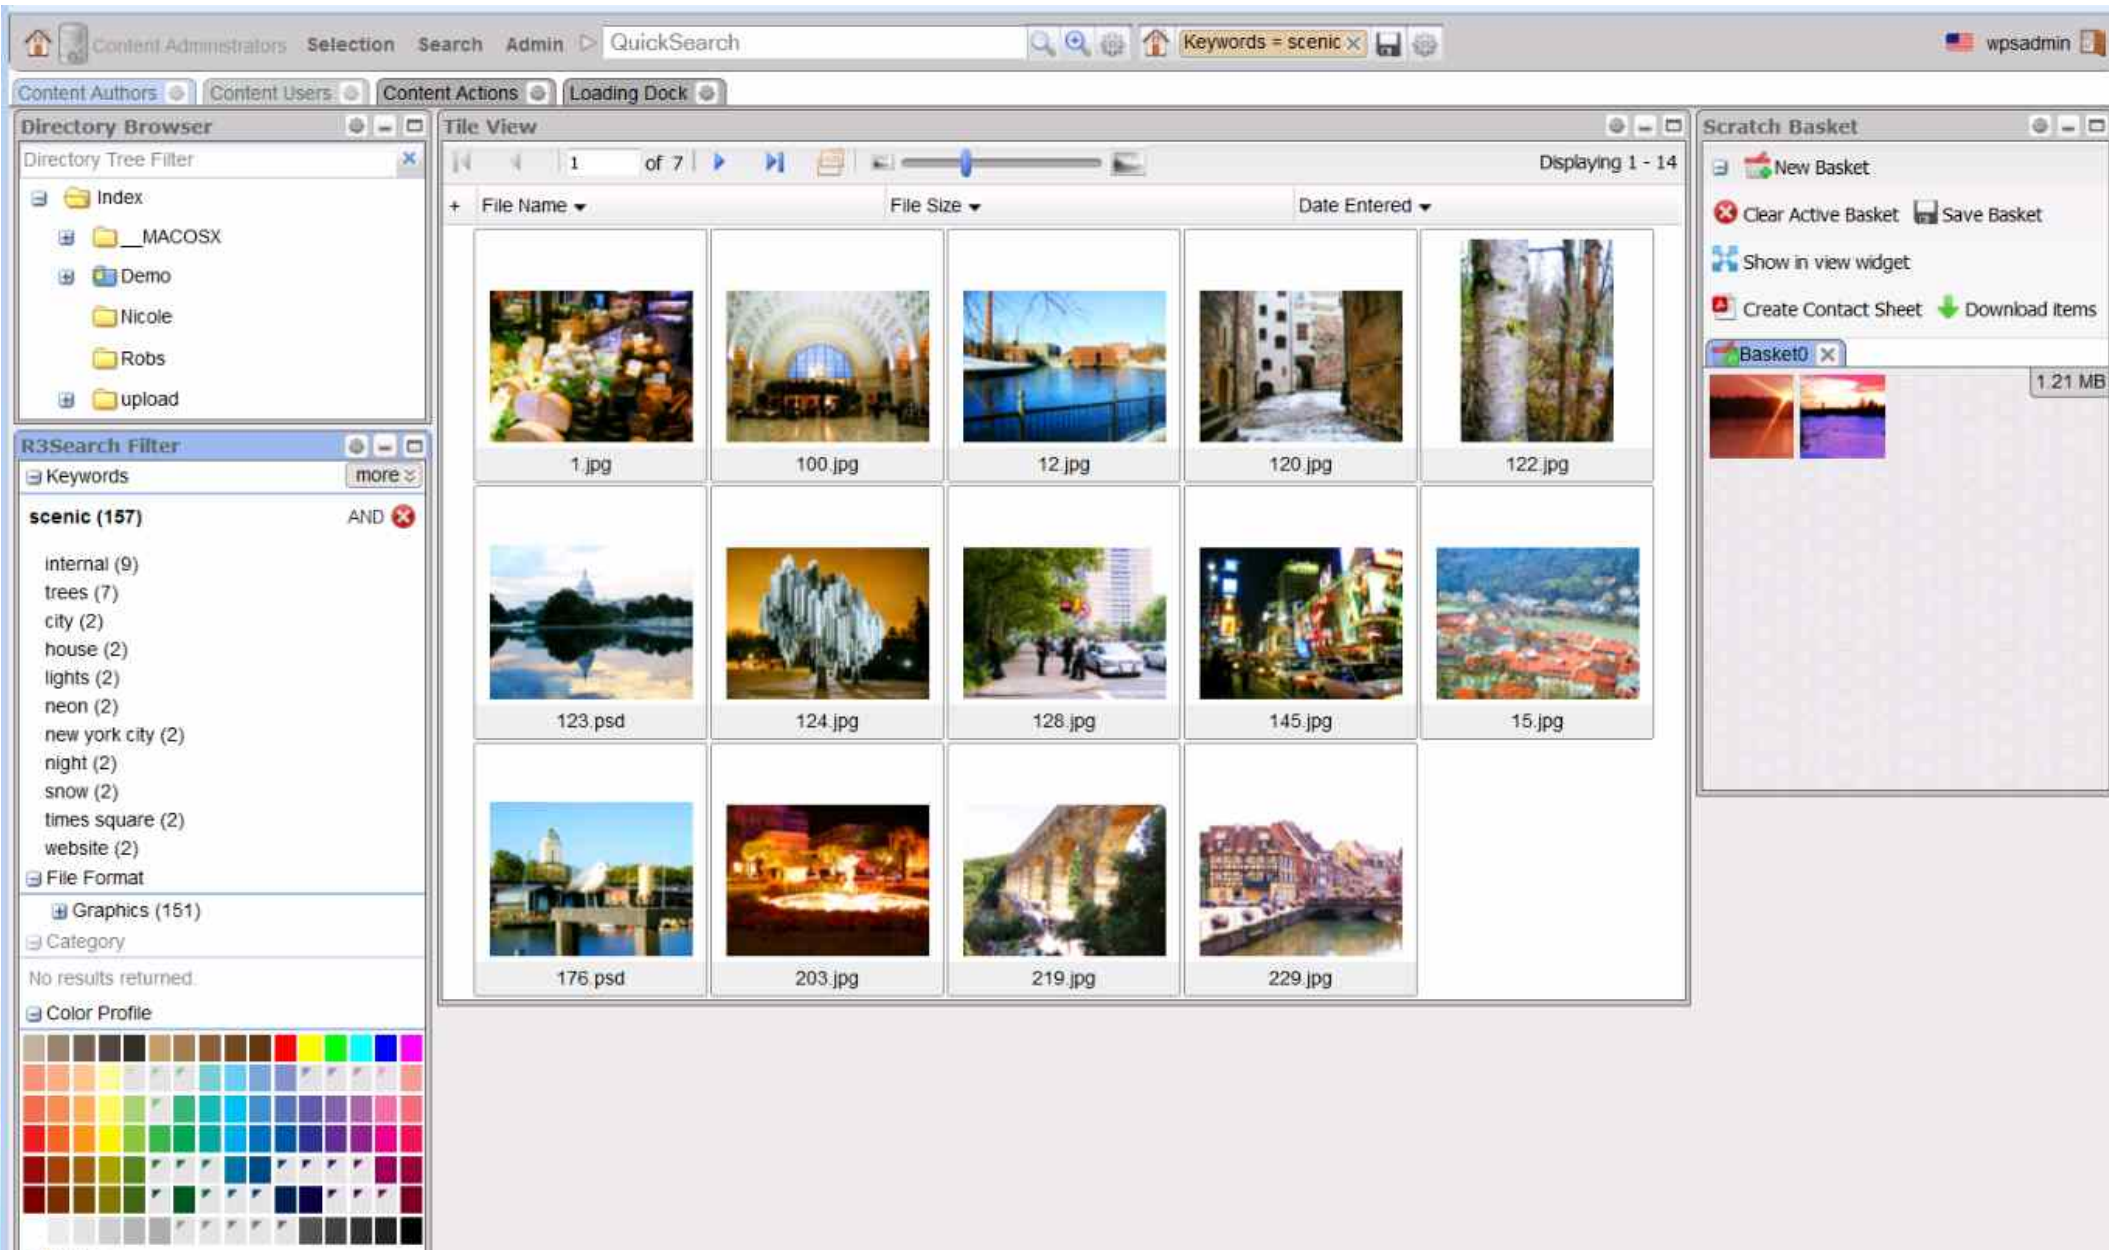 Content Administrators Selection Search Admin QuickSearch Keywords = scenic wpsadmin
Content Authors Content Users Content Actions Loading Dock
Directory Browser
Directory Tree Filter
Index
__MACOSX
Demo
Nicole
Robs
upload
R3Search Filter
Keywords more
scenic (157) AND
internal (9)
trees (7)
city (2)
house (2)
lights (2)
neon (2)
new york city (2)
night (2)
snow (2)
times square (2)
website (2)
File Format
Graphics (151)
Category
No results returned.
Color Profile
Tile View
1 of 7 Displaying 1 - 14
+ File Name File Size Date Entered
1.jpg 100.jpg 12.jpg 120.jpg 122.jpg
123.psd 124.jpg 128.jpg 145.jpg 15.jpg
176.psd 203.jpg 219.jpg 229.jpg
Scratch Basket
New Basket
Clear Active Basket Save Basket
Show in view widget
Create Contact Sheet Download items
Basket0
1.21 MB